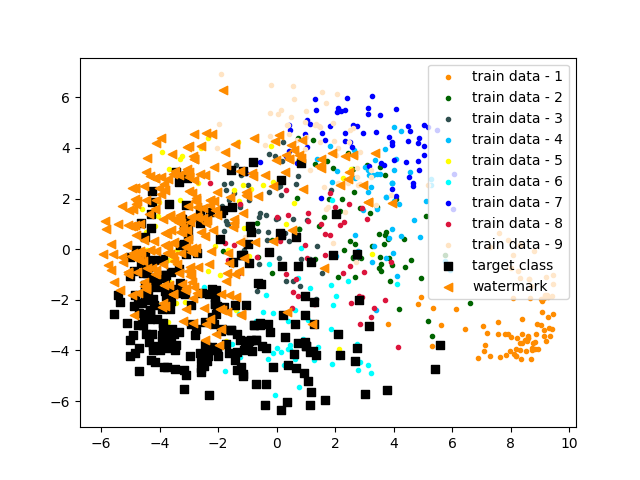 train data - 1
train data - 2
train data - 3
train data - 4
train data - 5
train data - 6
train data - 7
train data - 8
train data - 9
target class
watermark
6
4
2
0
−2
−4
−6
−6 −4 −2 0 2 4 6 8 10